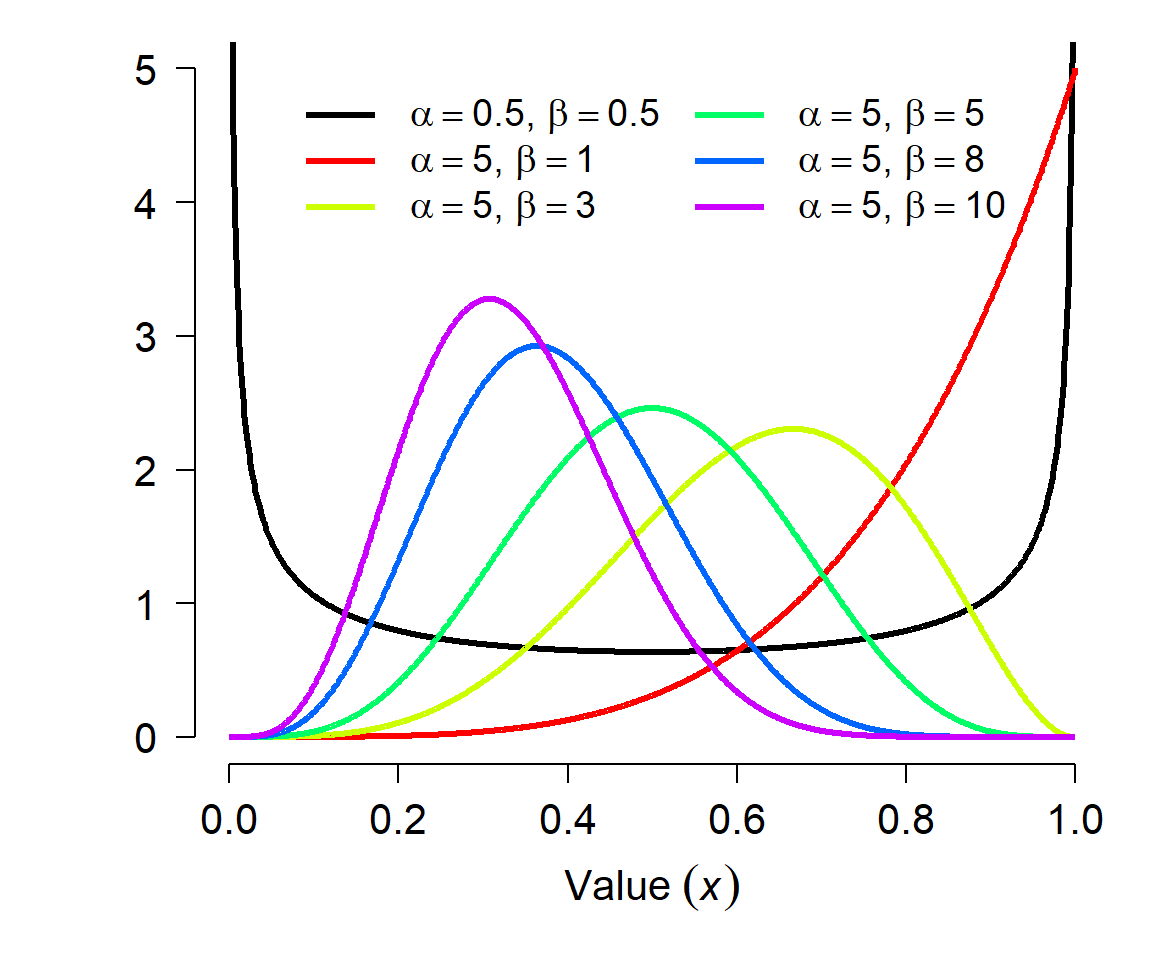 5
α = 0.5, β = 0.5 α = 5, β = 5
α = 5, β = 1 α = 5, β = 8
α = 5, β = 3 α = 5, β = 10
4
3
2
1
0
0.0 0.2 0.4 0.6 0.8 1.0
Value (x)